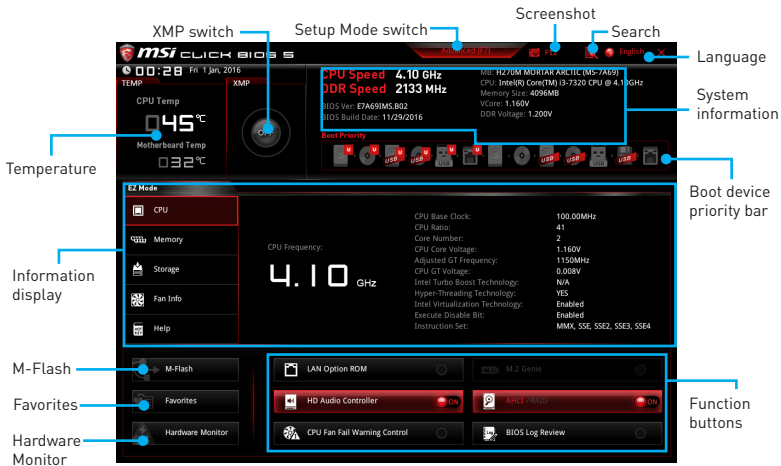 Screenshot
XMP switch
Setup Mode switch
Search
Language
System
information
Boot device
priority bar
Temperature
Information
display
M-Flash
Favorites
Hardware
Monitor
Function
buttons
msi CLICK BIOS 5
Advanced (F7)
F12
English
X
00:28 Fri 1 Jan, 2016
TEMP
XMP
CPU Temp
45°C
Motherboard Temp
32°C
OFF
CPU Speed 4.10 GHz
DDR Speed 2133 MHz
BIOS Ver: E7A69IMS.B02
BIOS Build Date: 11/29/2016
MB: H270M MORTAR ARCTIC (MS-7A69)
CPU: Intel(R) Core(TM) i3-7320 CPU @ 4.10GHz
Memory Size: 4096MB
VCore: 1.160V
DDR Voltage: 1.200V
Boot Priority
U U U U U U USB USB USB USB USB USB
EZ Mode
CPU
Memory
Storage
Fan Info
Help
CPU Frequency:
4.10 GHz
CPU Base Clock: 100.00MHz
CPU Ratio: 41
Core Number: 2
CPU Core Voltage: 1.160V
Adjusted GT Frequency: 1150MHz
CPU GT Voltage: 0.008V
Intel Turbo Boost Technology: N/A
Hyper-Threading Technology: YES
Intel Virtualization Technology: Enabled
Execute Disable Bit: Enabled
Instruction Set: MMX, SSE, SSE2, SSE3, SSE4
M-Flash
Favorites
Hardware Monitor
LAN Option ROM
M.2 Genie
HD Audio Controller ON
AHCI /RAID ON
CPU Fan Fail Warning Control
BIOS Log Review